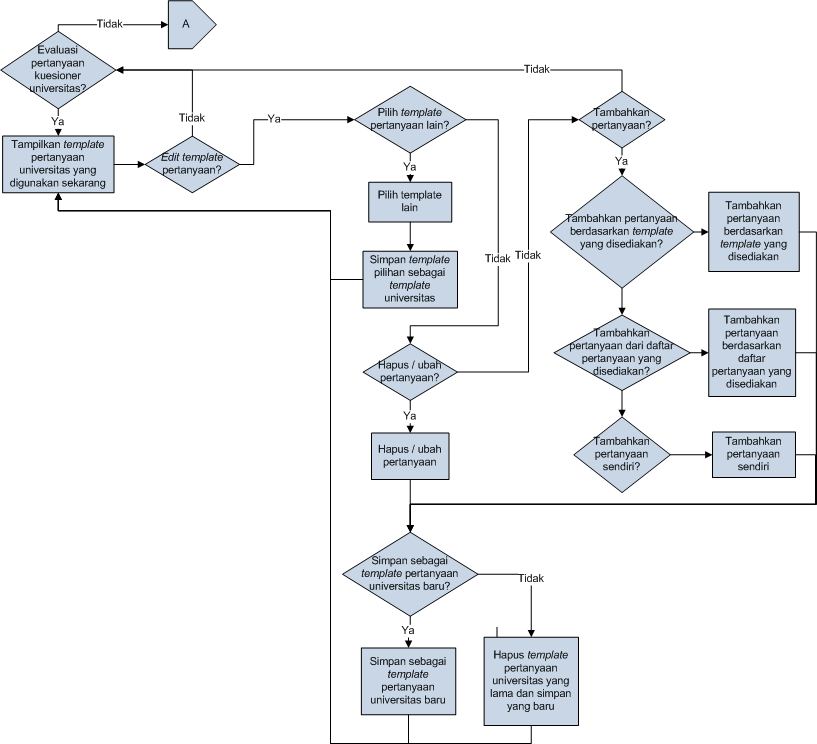 Tidak
A
Evaluasi
pertanyaan
kuesioner
universitas?
Ya
Tampilkan template
pertanyaan
universitas yang
digunakan sekarang
Tidak
Edit template
pertanyaan?
Ya
Pilih template
pertanyaan lain?
Ya
Pilih template
lain
Simpan template
pilihan sebagai
template
universitas
Tidak
Hapus / ubah
pertanyaan?
Tidak
Ya
Hapus / ubah
pertanyaan
Tidak
Tambahkan
pertanyaan?
Ya
Tambahkan pertanyaan
berdasarkan template
yang disediakan?
Tambahkan
pertanyaan
berdasarkan
template yang
disediakan
Tambahkan
pertanyaan dari daftar
pertanyaan yang
disediakan?
Tambahkan
pertanyaan
berdasarkan
daftar
pertanyaan yang
disediakan
Tambahkan
pertanyaan
sendiri?
Tambahkan
pertanyaan
sendiri
Simpan sebagai
template pertanyaan
universitas baru?
Tidak
Ya
Simpan sebagai
template
pertanyaan
universitas baru
Hapus template
pertanyaan
universitas yang
lama dan simpan
yang baru